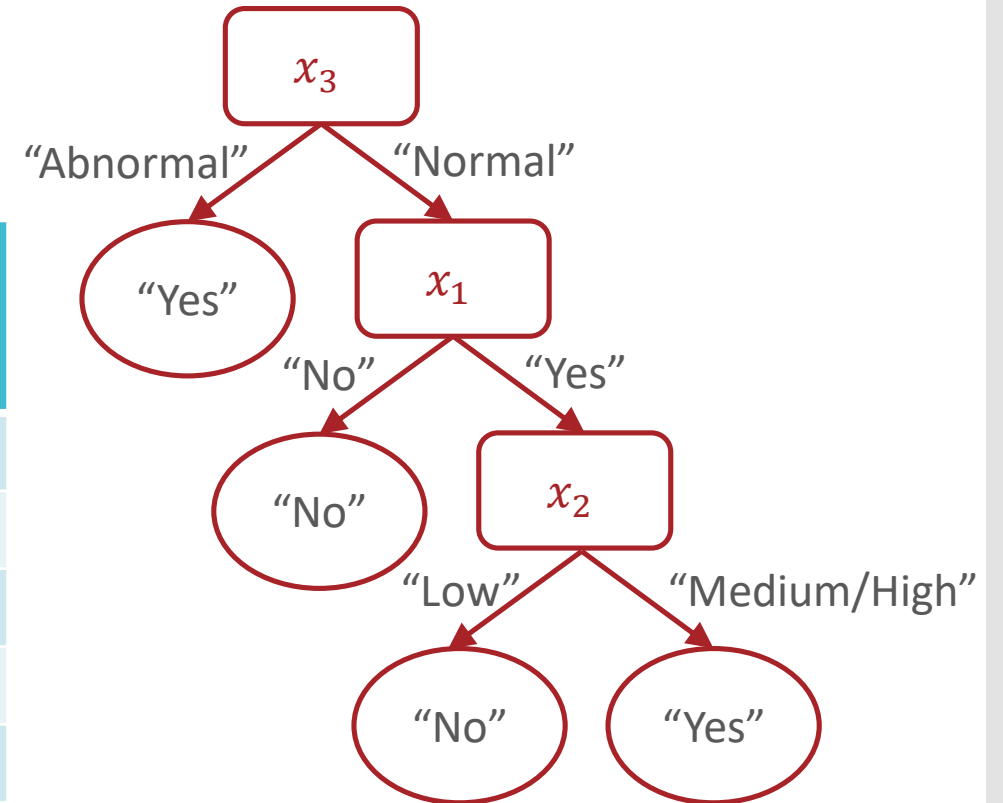 x₃
“Abnormal” “Normal”
“Yes” x₁
“No” “Yes”
“No” x₂
“Low” “Medium/High”
“No” “Yes”